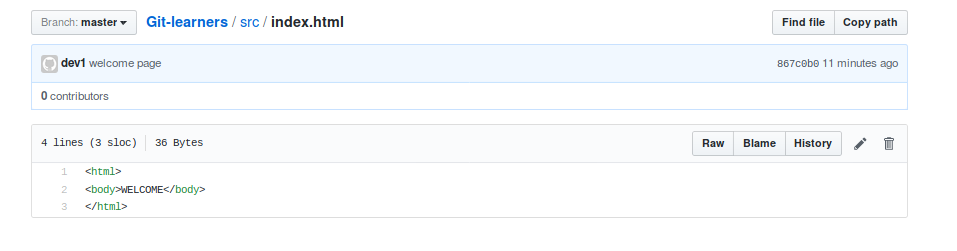 Branch: master Git-learners / src / index.html Find file Copy path
dev1 welcome page 867c0b0 11 minutes ago
0 contributors
4 lines (3 sloc) 36 Bytes Raw Blame History
1 <html>
2 <body>WELCOME</body>
3 </html>